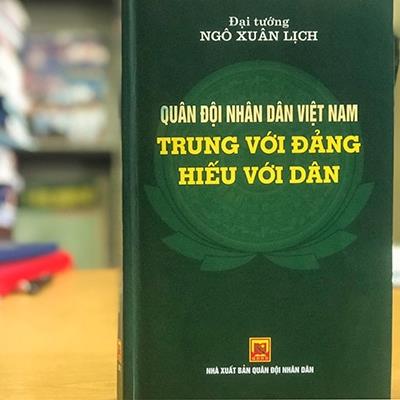 Đại tướng
NGÔ XUÂN LỊCH
QUÂN ĐỘI NHÂN DÂN VIỆT NAM
TRUNG VỚI ĐẢNG
HIẾU VỚI DÂN
NHÀ XUẤT BẢN QUÂN ĐỘI NHÂN DÂN